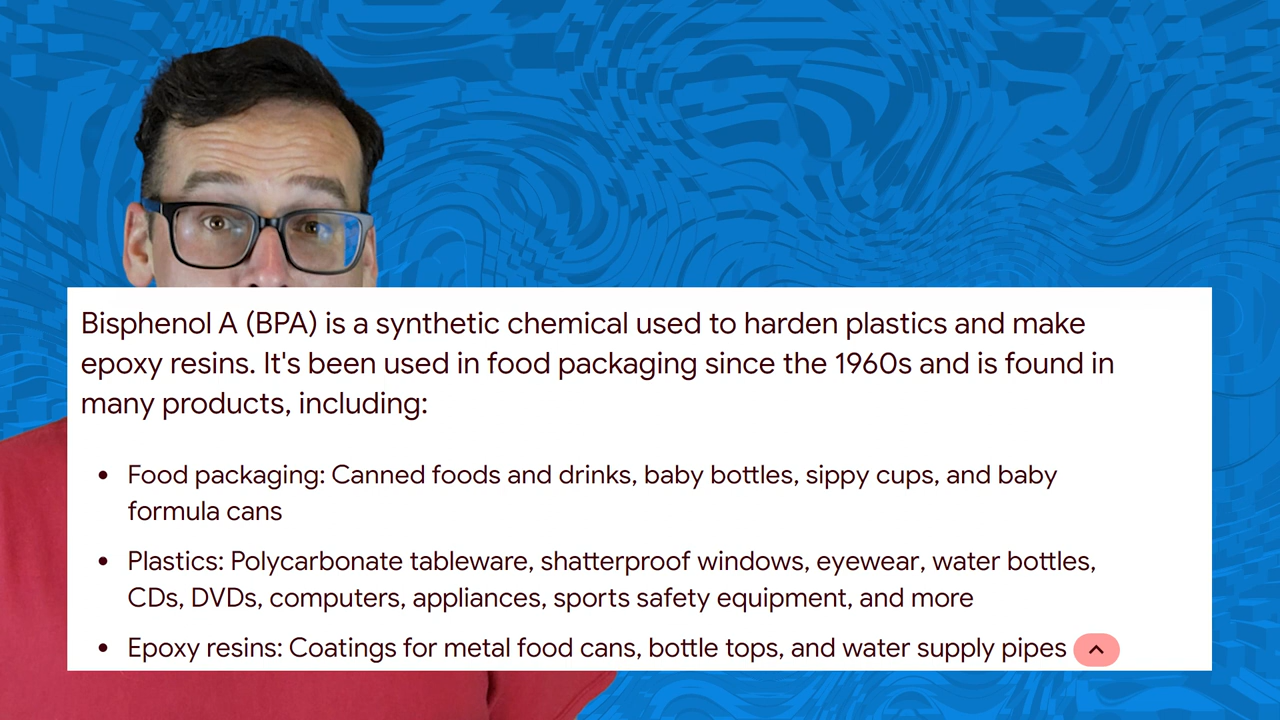 Bisphenol A (BPA) is a synthetic chemical used to harden plastics and make
epoxy resins. It's been used in food packaging since the 1960s and is found in
many products, including:
• Food packaging: Canned foods and drinks, baby bottles, sippy cups, and baby
formula cans
• Plastics: Polycarbonate tableware, shatterproof windows, eyewear, water bottles,
CDs, DVDs, computers, appliances, sports safety equipment, and more
• Epoxy resins: Coatings for metal food cans, bottle tops, and water supply pipes